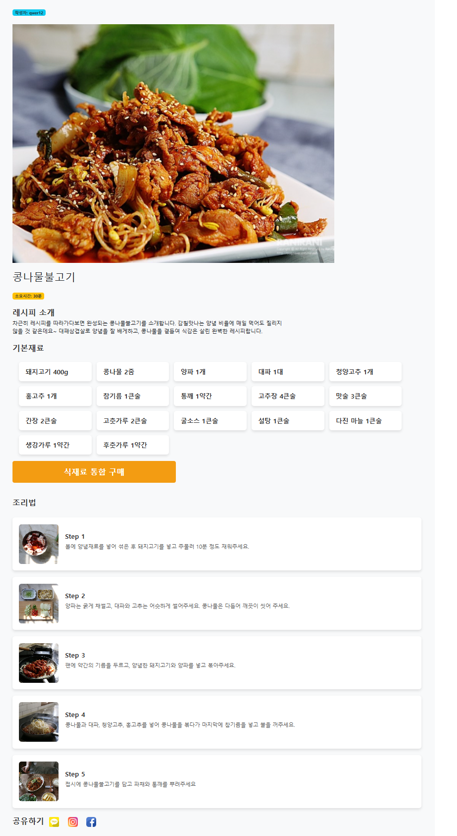 작성자: qwer12
콩나물불고기
소요시간: 30분
레시피 소개
차근히 레시피를 따라가다보면 완성되는 콩나물불고기를 소개합니다. 감칠맛나는 양념 비율에 매일 먹어도 질리지
않을 것 같은데요~ 대패삼겹살로 양념을 잘 배게하고, 콩나물을 곁들여 식감은 살린 완벽한 레시피랍니다.
기본재료
돼지고기 400g 콩나물 2줌 양파 1개 대파 1대 청양고추 1개
홍고추 1개 참기름 1큰술 통깨 1약간 고추장 4큰술 맛술 3큰술
간장 2큰술 고춧가루 2큰술 굴소스 1큰술 설탕 1큰술 다진 마늘 1큰술
생강가루 1약간 후춧가루 1약간
식재료 통합 구매
조리법
Step 1
볼에 양념재료를 넣어 섞은 후 돼지고기를 넣고 주물러 10분 정도 재워주세요.
Step 2
양파는 굵게 채썰고, 대파와 고추는 어슷하게 썰어주세요. 콩나물은 다듬어 깨끗이 씻어 주세요.
Step 3
팬에 약간의 기름을 두르고, 양념한 돼지고기와 양파를 넣고 볶아주세요.
Step 4
콩나물과 대파, 청양고추, 홍고추를 넣어 콩나물을 볶다가 마지막에 참기름을 넣고 불을 꺼주세요.
Step 5
접시에 콩나물불고기를 담고 파채와 통깨를 뿌려주세요.
공유하기